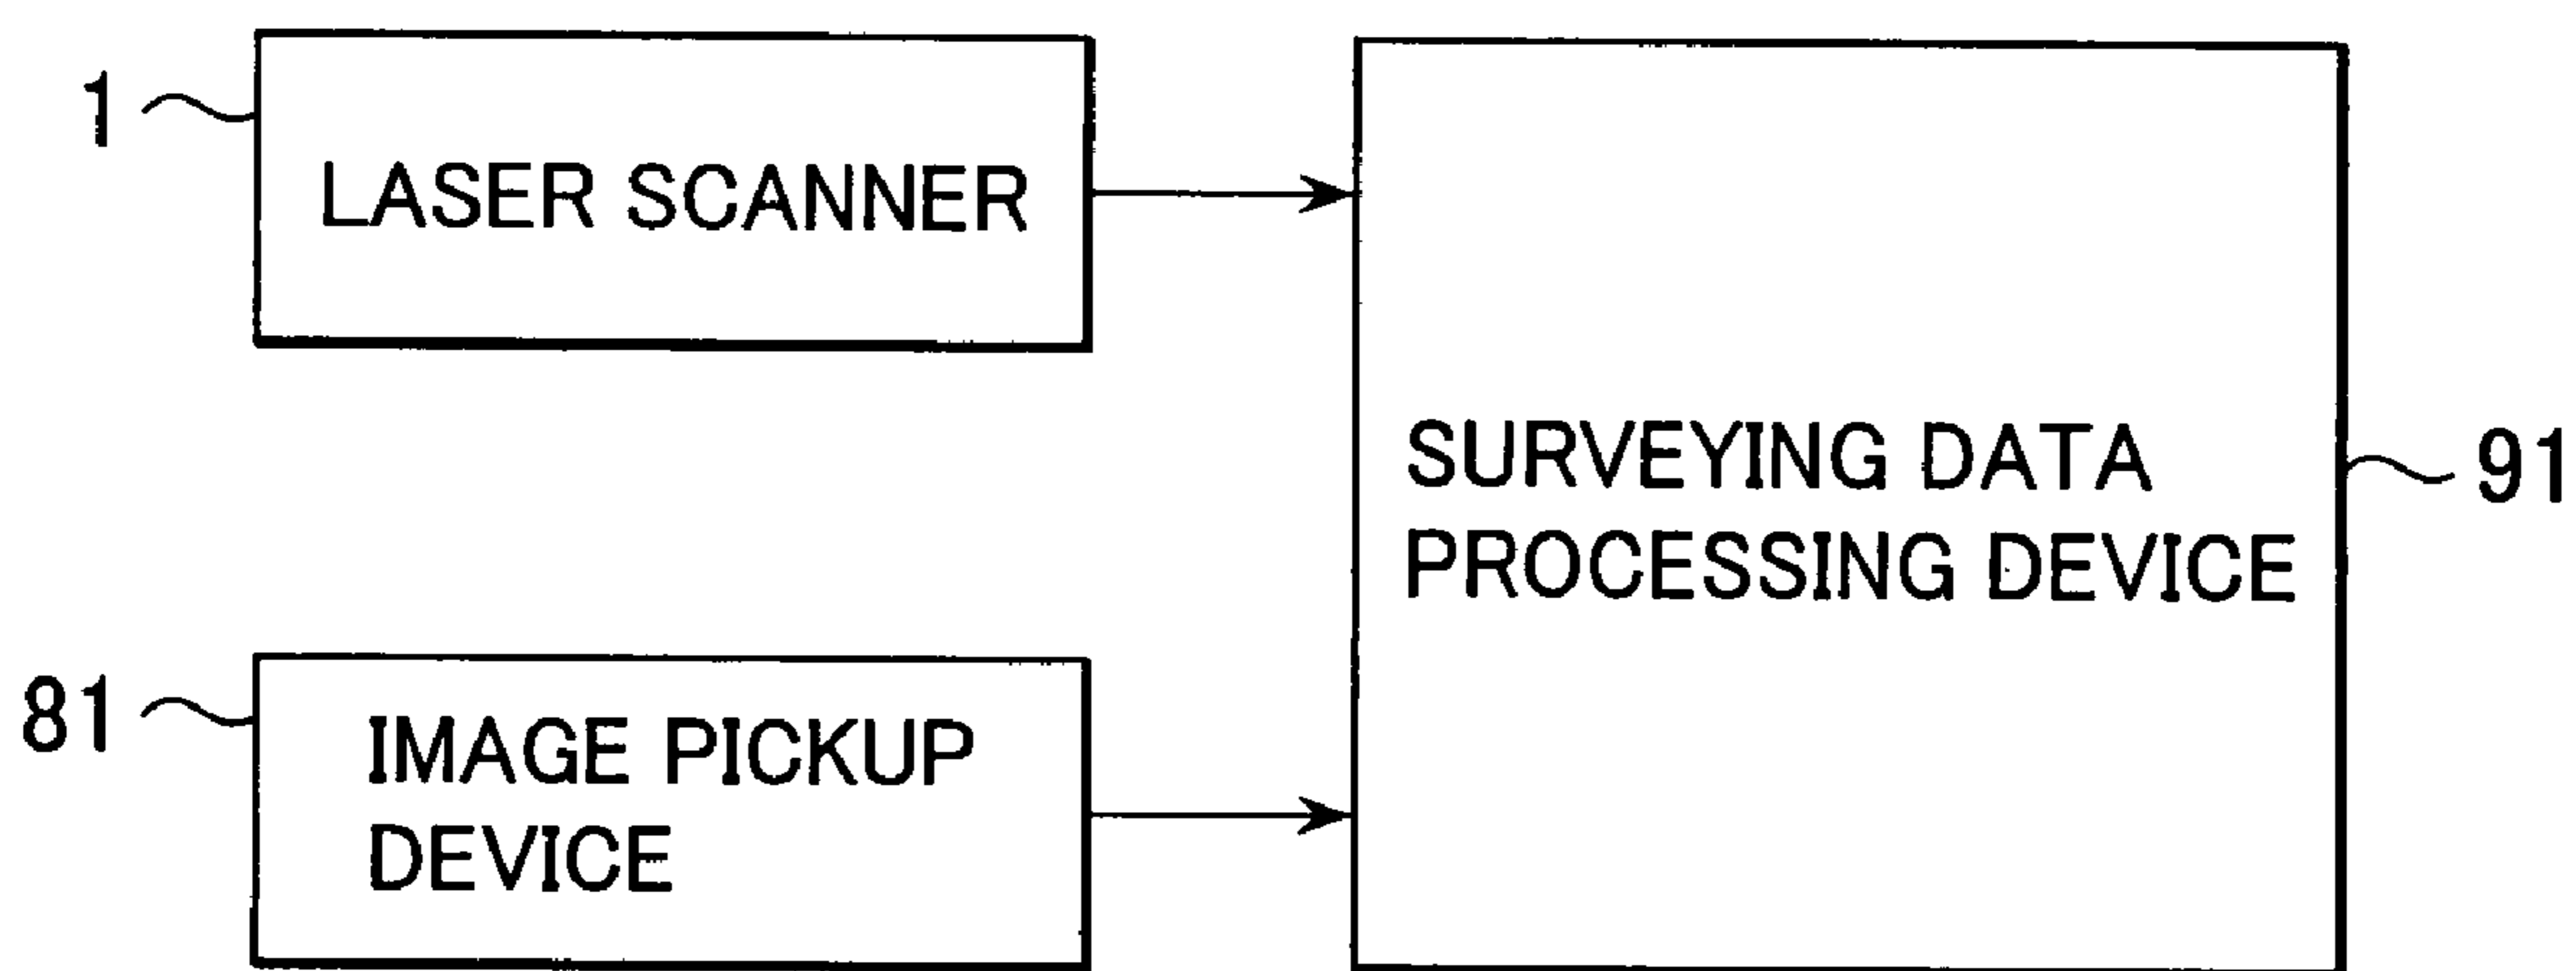 1
LASER SCANNER
SURVEYING DATA
PROCESSING DEVICE
91
81
IMAGE PICKUP
DEVICE